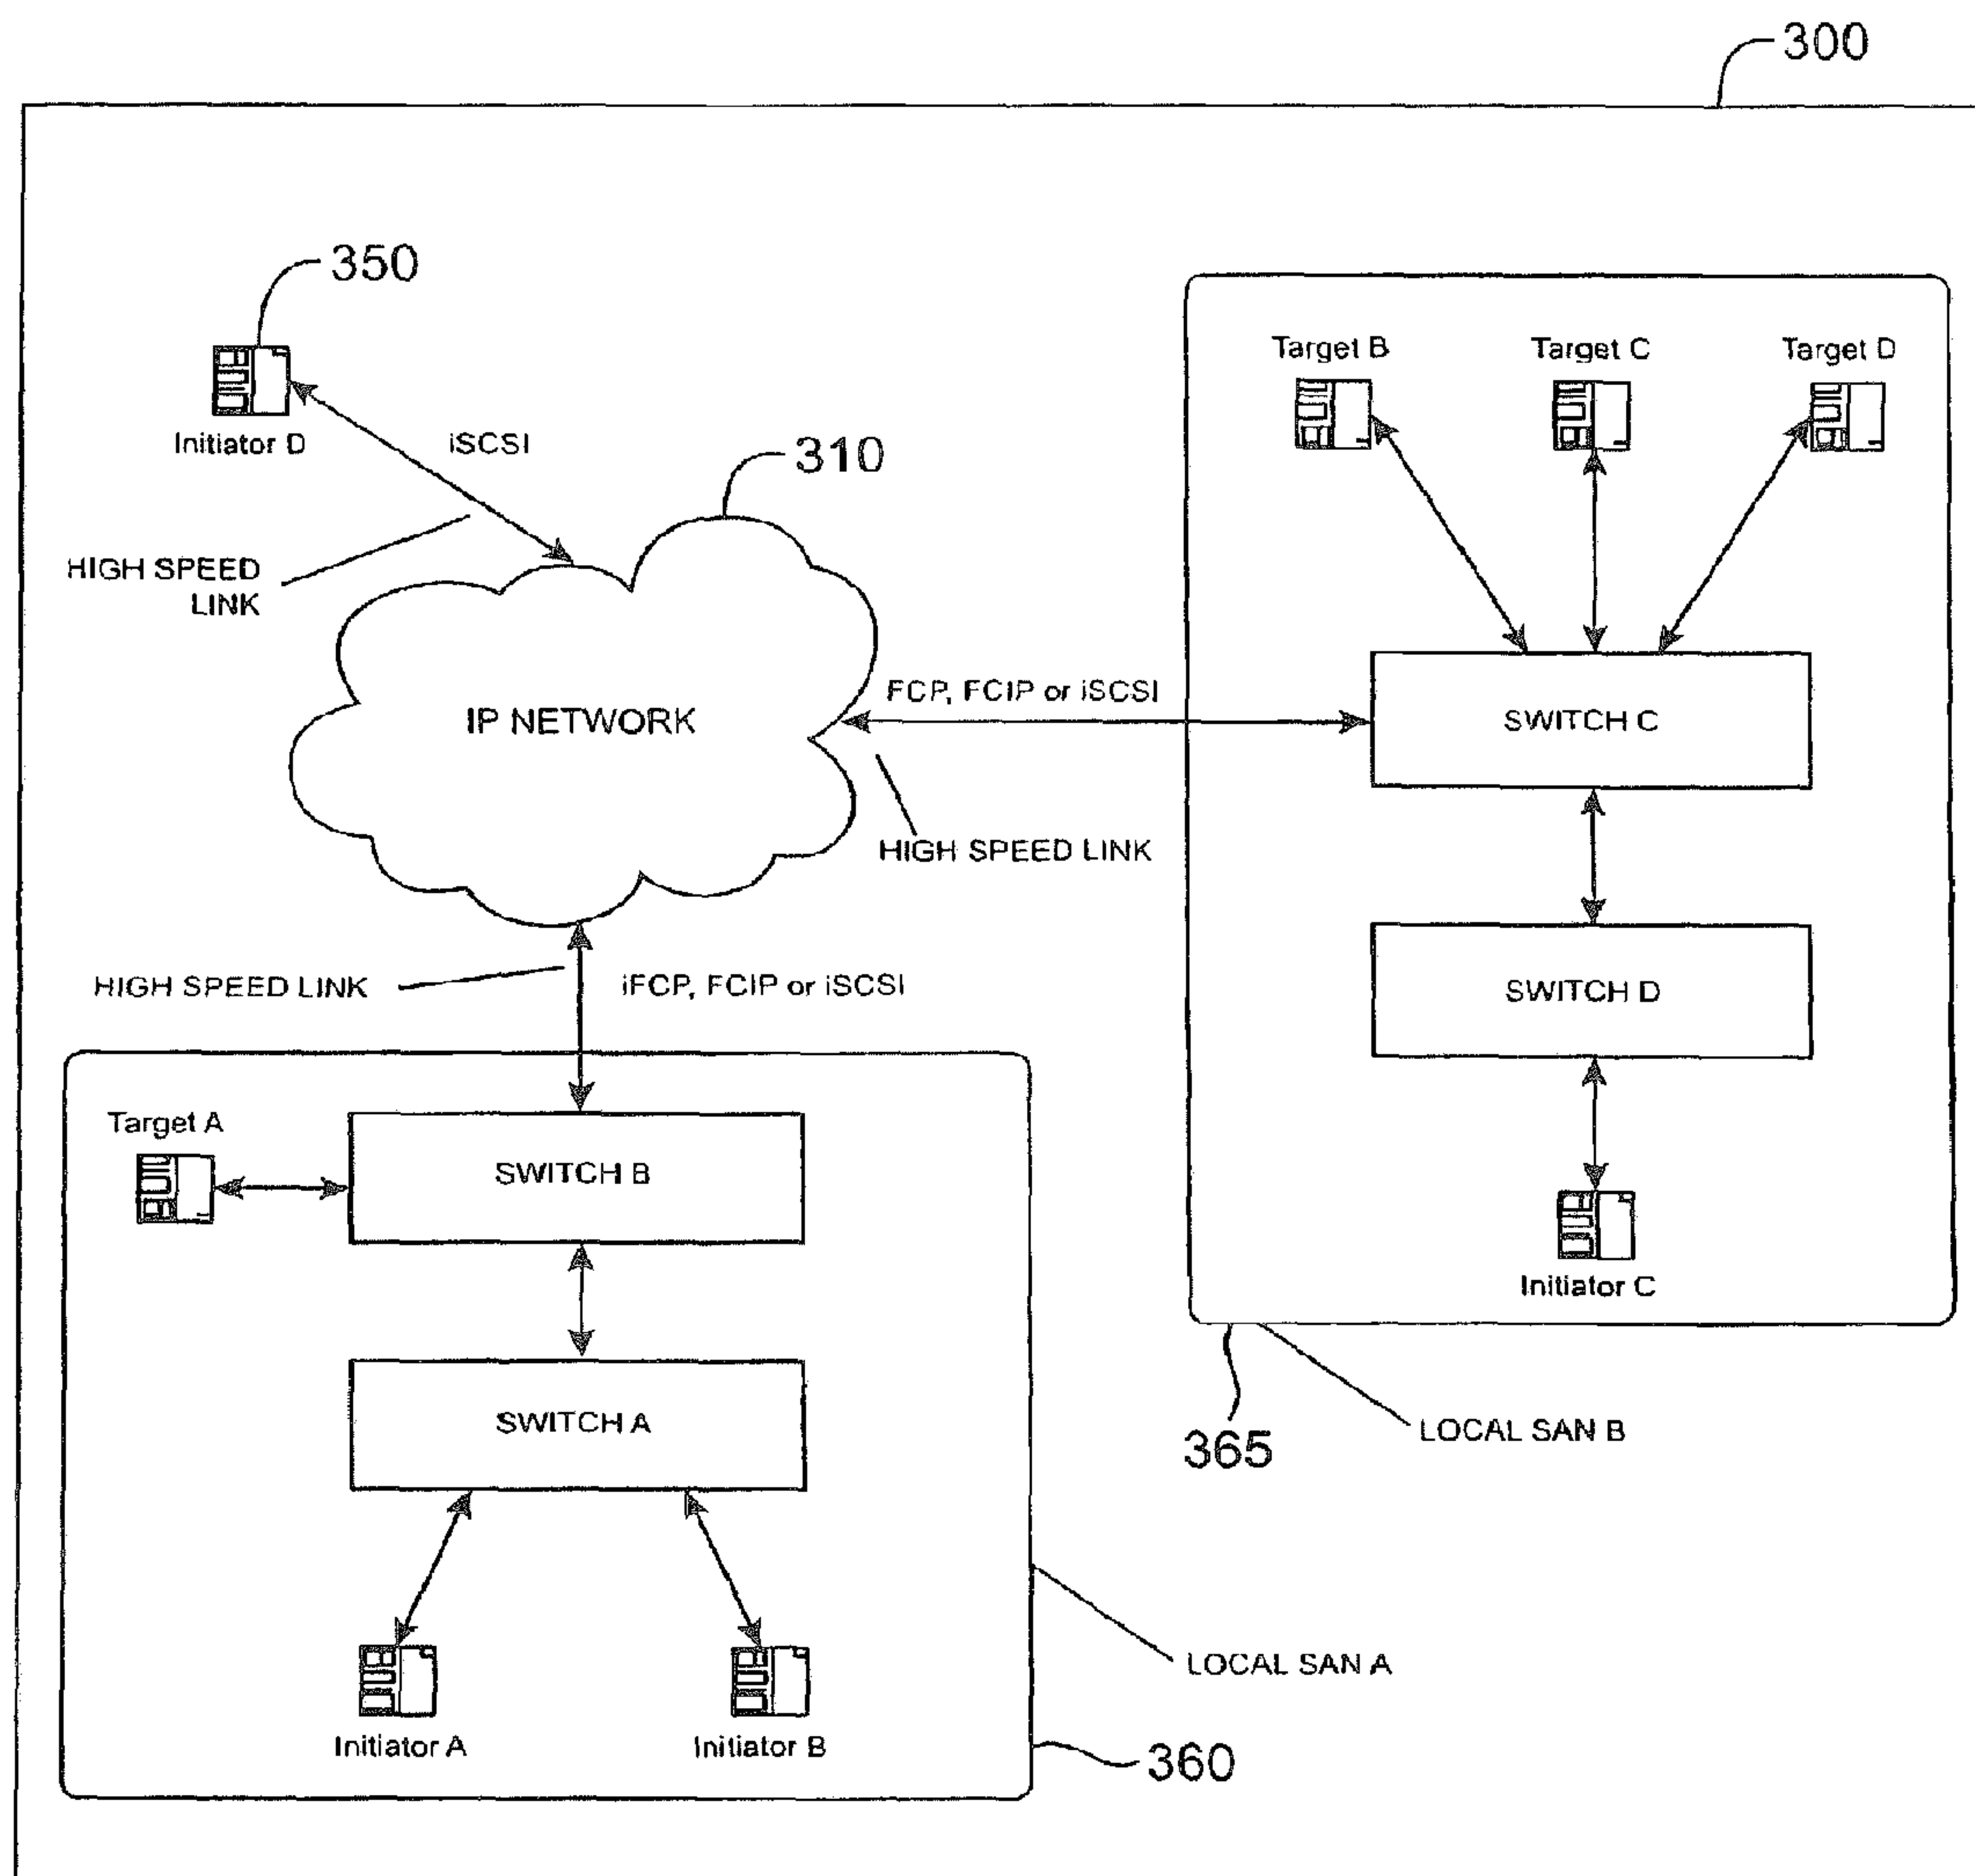 300
350
Initiator D
iSCSI
310
HIGH SPEED
LINK
IP NETWORK
Target B
Target C
Target D
FCP, FCIP or iSCSI
SWITCH C
HIGH SPEED LINK
SWITCH D
HIGH SPEED LINK
iFCP, FCIP or iSCSI
Target A
SWITCH B
Initiator C
SWITCH A
365
LOCAL SAN B
LOCAL SAN A
Initiator A
Initiator B
360